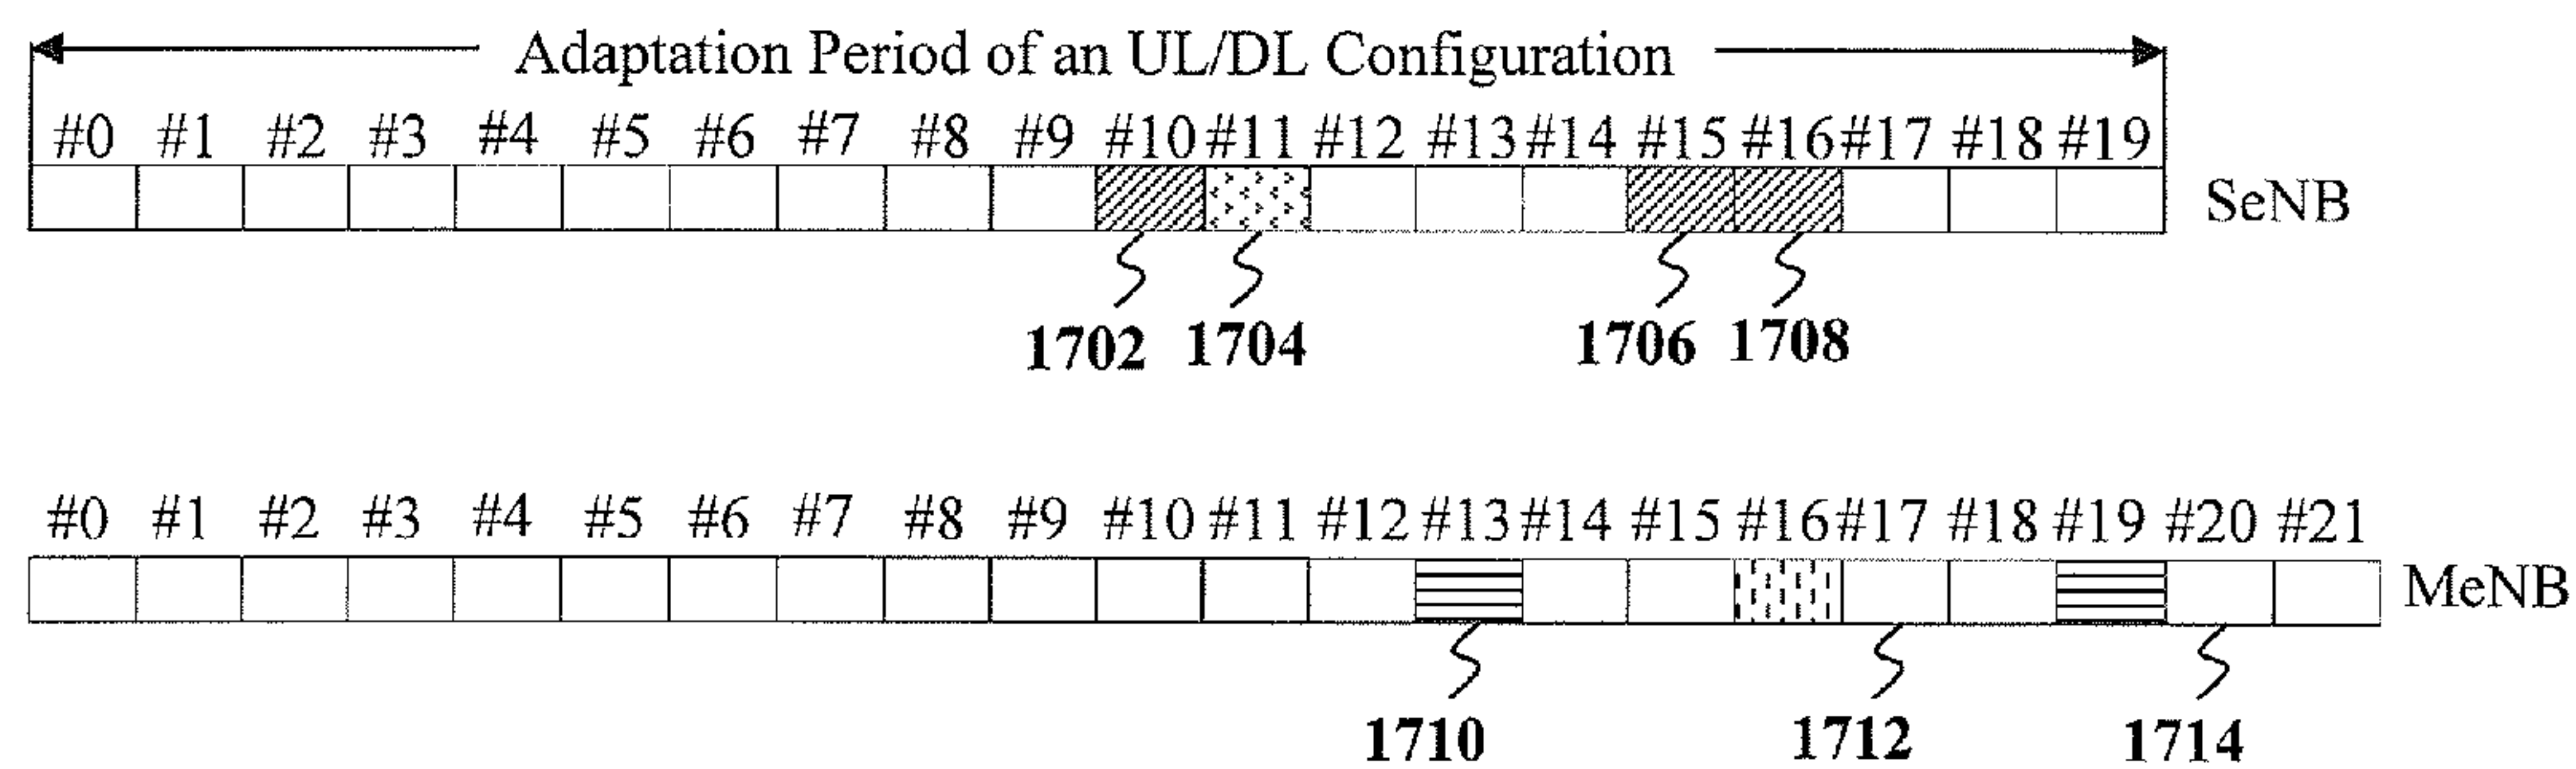 Adaptation Period of an UL/DL Configuration
#0 #1 #2 #3 #4 #5 #6 #7 #8 #9 #10 #11 #12 #13 #14 #15 #16 #17 #18 #19
SeNB
1702 1704 1706 1708
#0 #1 #2 #3 #4 #5 #6 #7 #8 #9 #10 #11 #12 #13 #14 #15 #16 #17 #18 #19 #20 #21
MeNB
1710 1712 1714